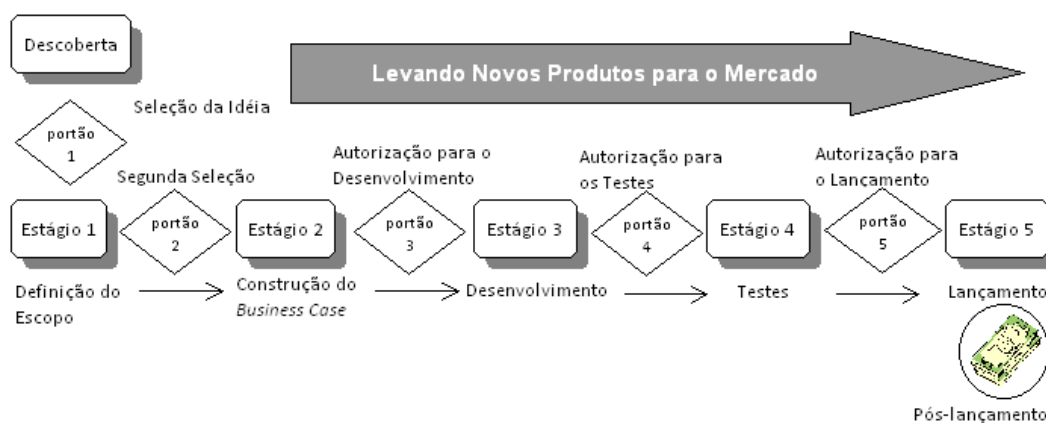 Descoberta
Levando Novos Produtos para o Mercado
Seleção da Idéia
portão
1
Segunda Seleção
Autorização para o
Desenvolvimento
Autorização para
os Testes
Autorização para
o Lançamento
Estágio 1
portão
2
Estágio 2
portão
3
Estágio 3
portão
4
Estágio 4
portão
5
Estágio 5
Definição do
Escopo
Construção do
Business Case
Desenvolvimento
Testes
Lançamento
Pós-lançamento